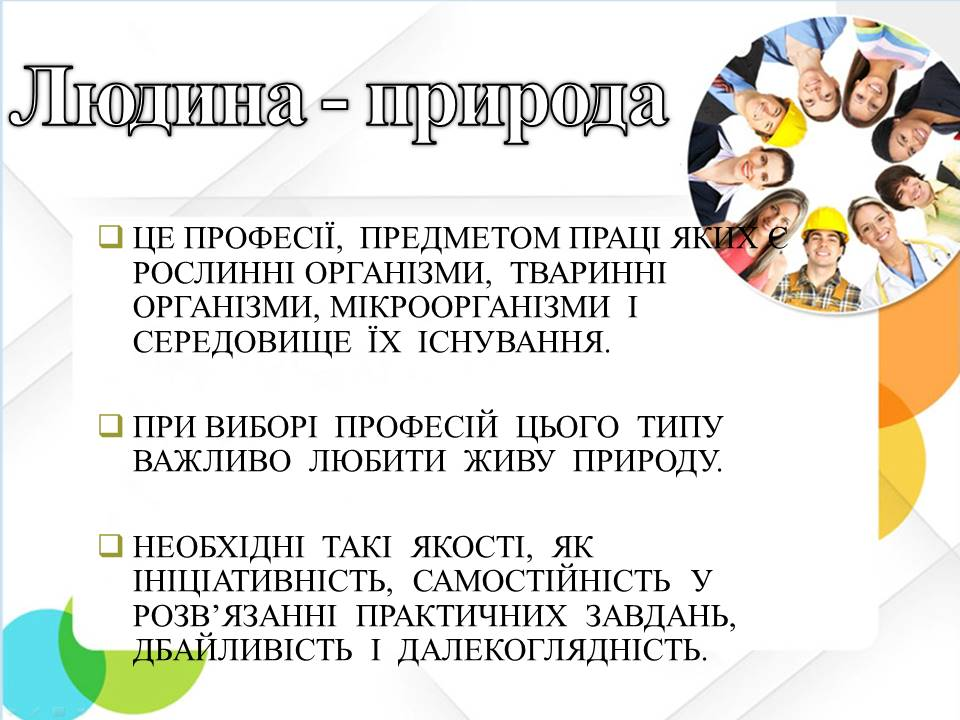 Людина - природа
ЦЕ ПРОФЕСІЇ, ПРЕДМЕТОМ ПРАЦІ ЯКИХ Є
РОСЛИННІ ОРГАНІЗМИ, ТВАРИННІ
ОРГАНІЗМИ, МІКРООРГАНІЗМИ І
СЕРЕДОВИЩЕ ЇХ ІСНУВАННЯ.
ПРИ ВИБОРІ ПРОФЕСІЙ ЦЬОГО ТИПУ
ВАЖЛИВО ЛЮБИТИ ЖИВУ ПРИРОДУ.
НЕОБХІДНІ ТАКІ ЯКОСТІ, ЯК
ІНІЦІАТИВНІСТЬ, САМОСТІЙНІСТЬ У
РОЗВ’ЯЗАННІ ПРАКТИЧНИХ ЗАВДАНЬ,
ДБАЙЛИВІСТЬ І ДАЛЕКОГЛЯДНІСТЬ.